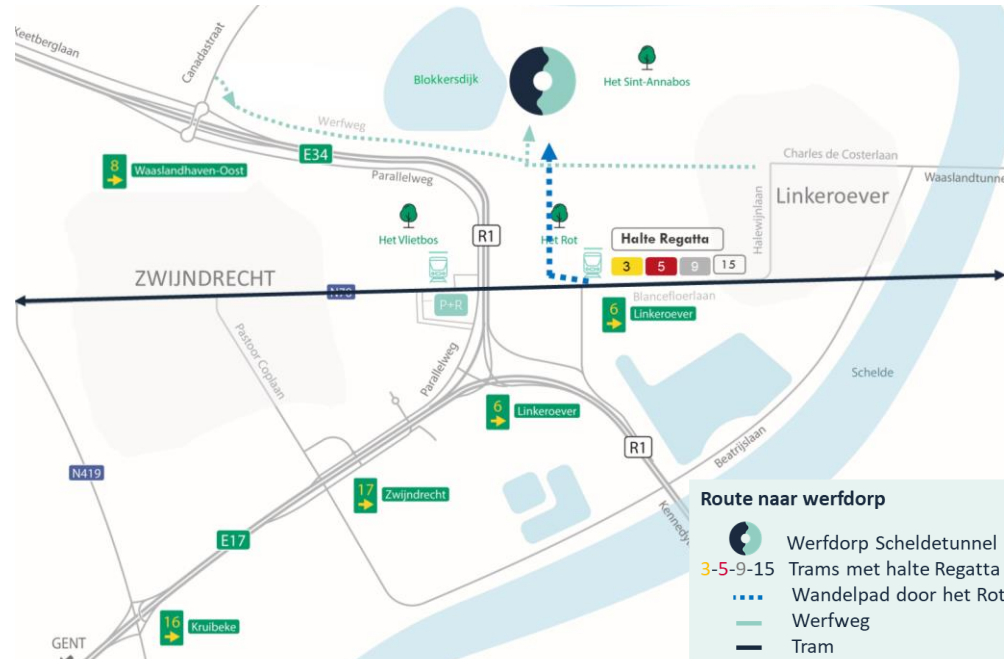 Keetberglaan
Canadastraat
Blokkersdijk
Het Sint-Annabos
Werfweg
E34
Charles de Costerlaan
8
Waaslandhaven-Oost
Parallelweg
Waaslandtunne
Linkeroever
Halewijnlaan
Het Vlietbos
R1
Het Rot
Halte Regatta
3
5
9
15
ZWIJNDRECHT
N70
P+R
Blancefloerlaan
6
Linkeroever
Pastoor Coplaan
Parallelweg
Schelde
6
Linkeroever
R1
Beatrijslaan
N419
17
Zwijndrecht
Route naar werfdorp
Werfdorp Scheldetunnel
3-5-9-15 Trams met halte Regatta
Wandelpad door het Rot
Werfweg
Tram
E17
16
Kruibeke
GENT